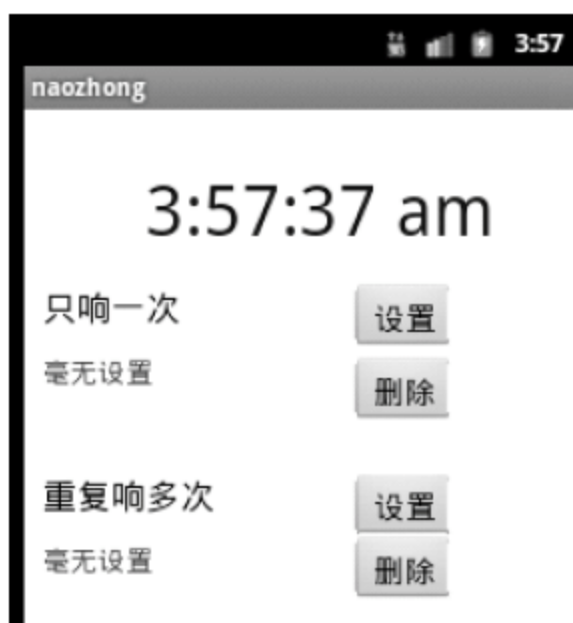 3:57
naozhong
3:57:37 am
只响一次 设置
毫无设置 删除
重复响多次 设置
毫无设置 删除